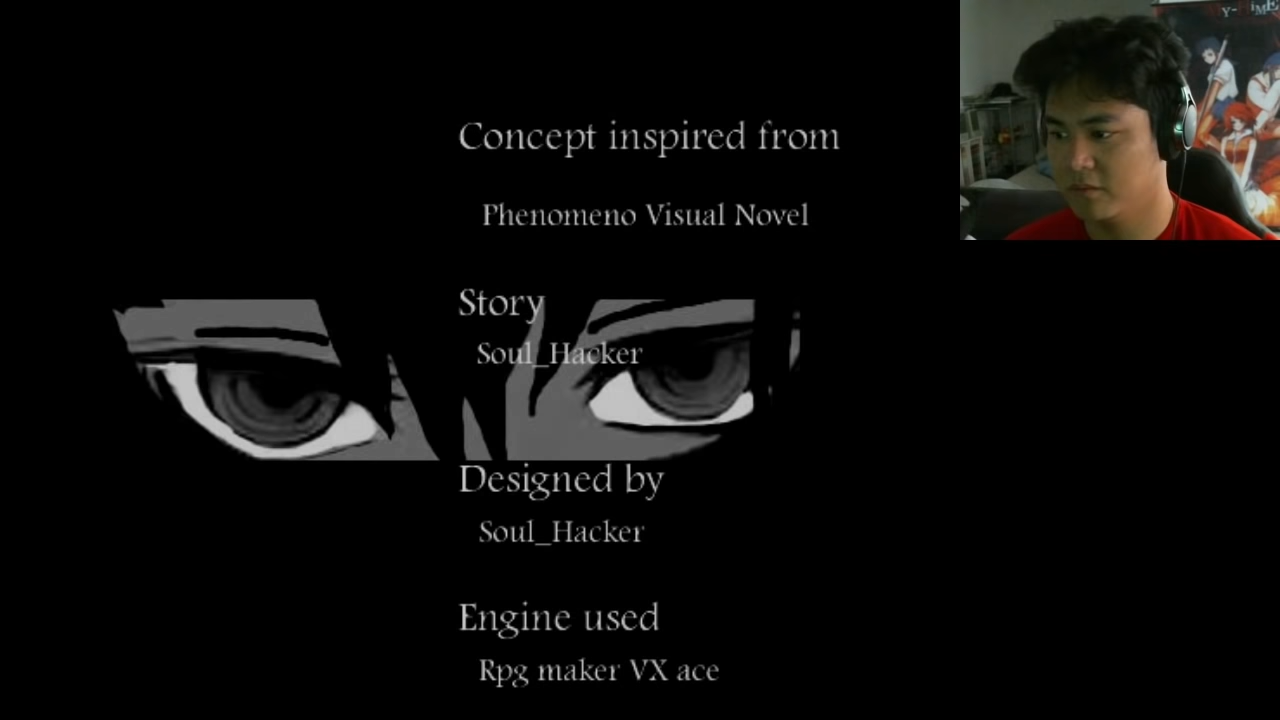 Concept inspired from
Phenomeno Visual Novel
Story
Soul_Hacker
Designed by
Soul_Hacker
Engine used
Rpg maker VX ace